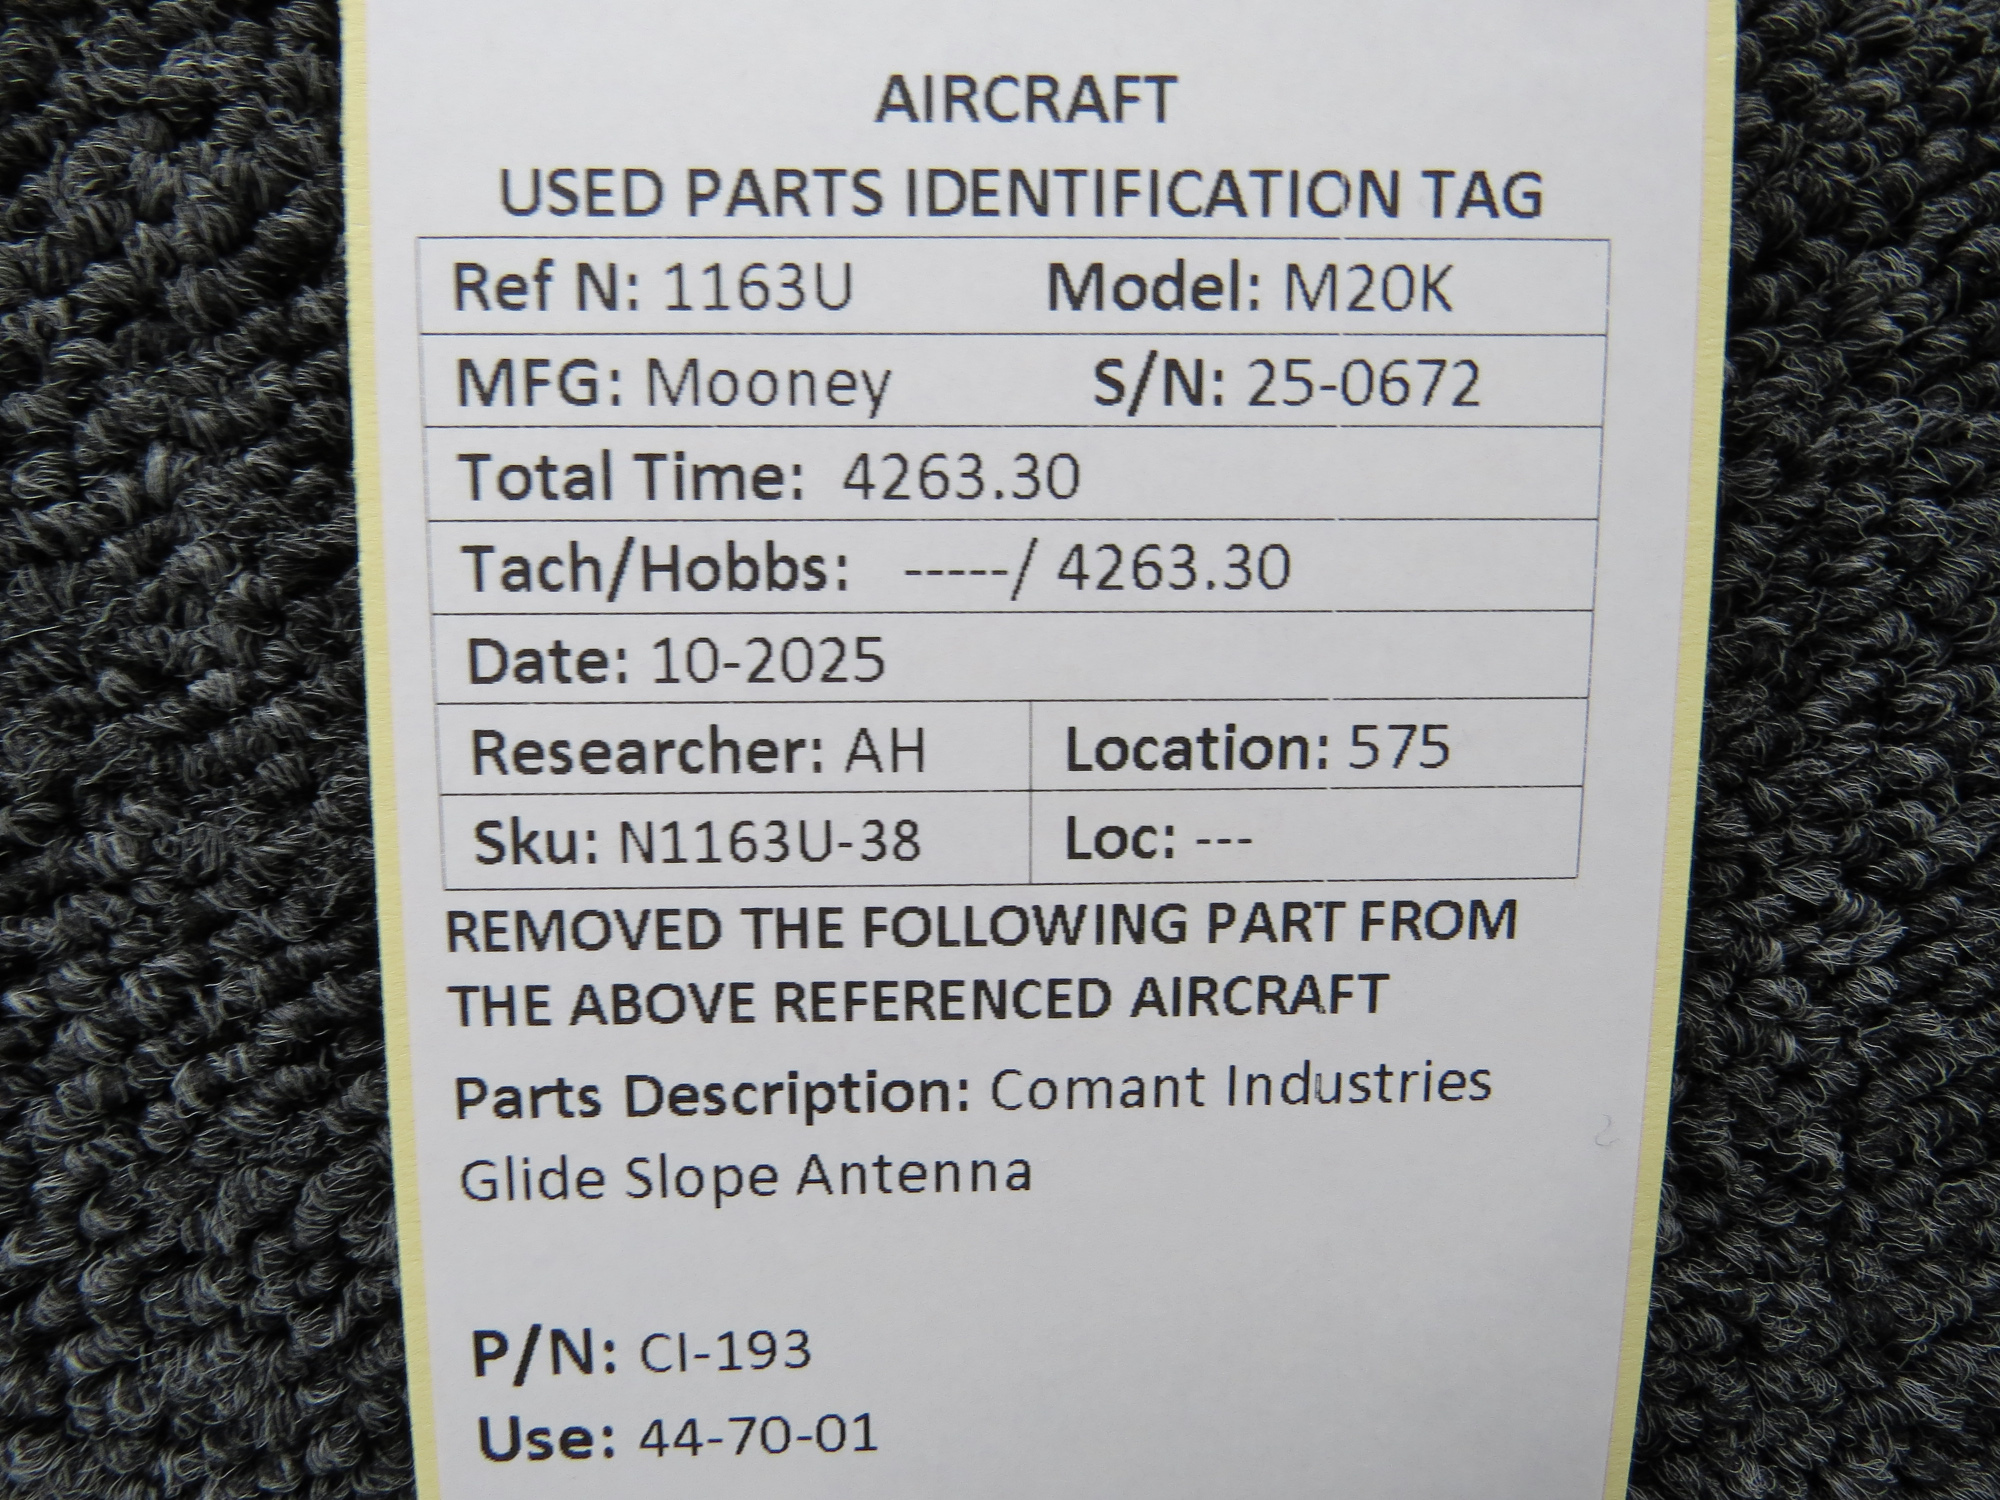 AIRCRAFT
USED PARTS IDENTIFICATION TAG
Ref N: 1163U Model: M20K
MFG: Mooney S/N: 25-0672
Total Time: 4263.30
Tach/Hobbs: -----/ 4263.30
Date: 10-2025
Researcher: AH Location: 575
Sku: N1163U-38 Loc: ---
REMOVED THE FOLLOWING PART FROM
THE ABOVE REFERENCED AIRCRAFT
Parts Description: Comant Industries
Glide Slope Antenna
P/N: CI-193
Use: 44-70-01